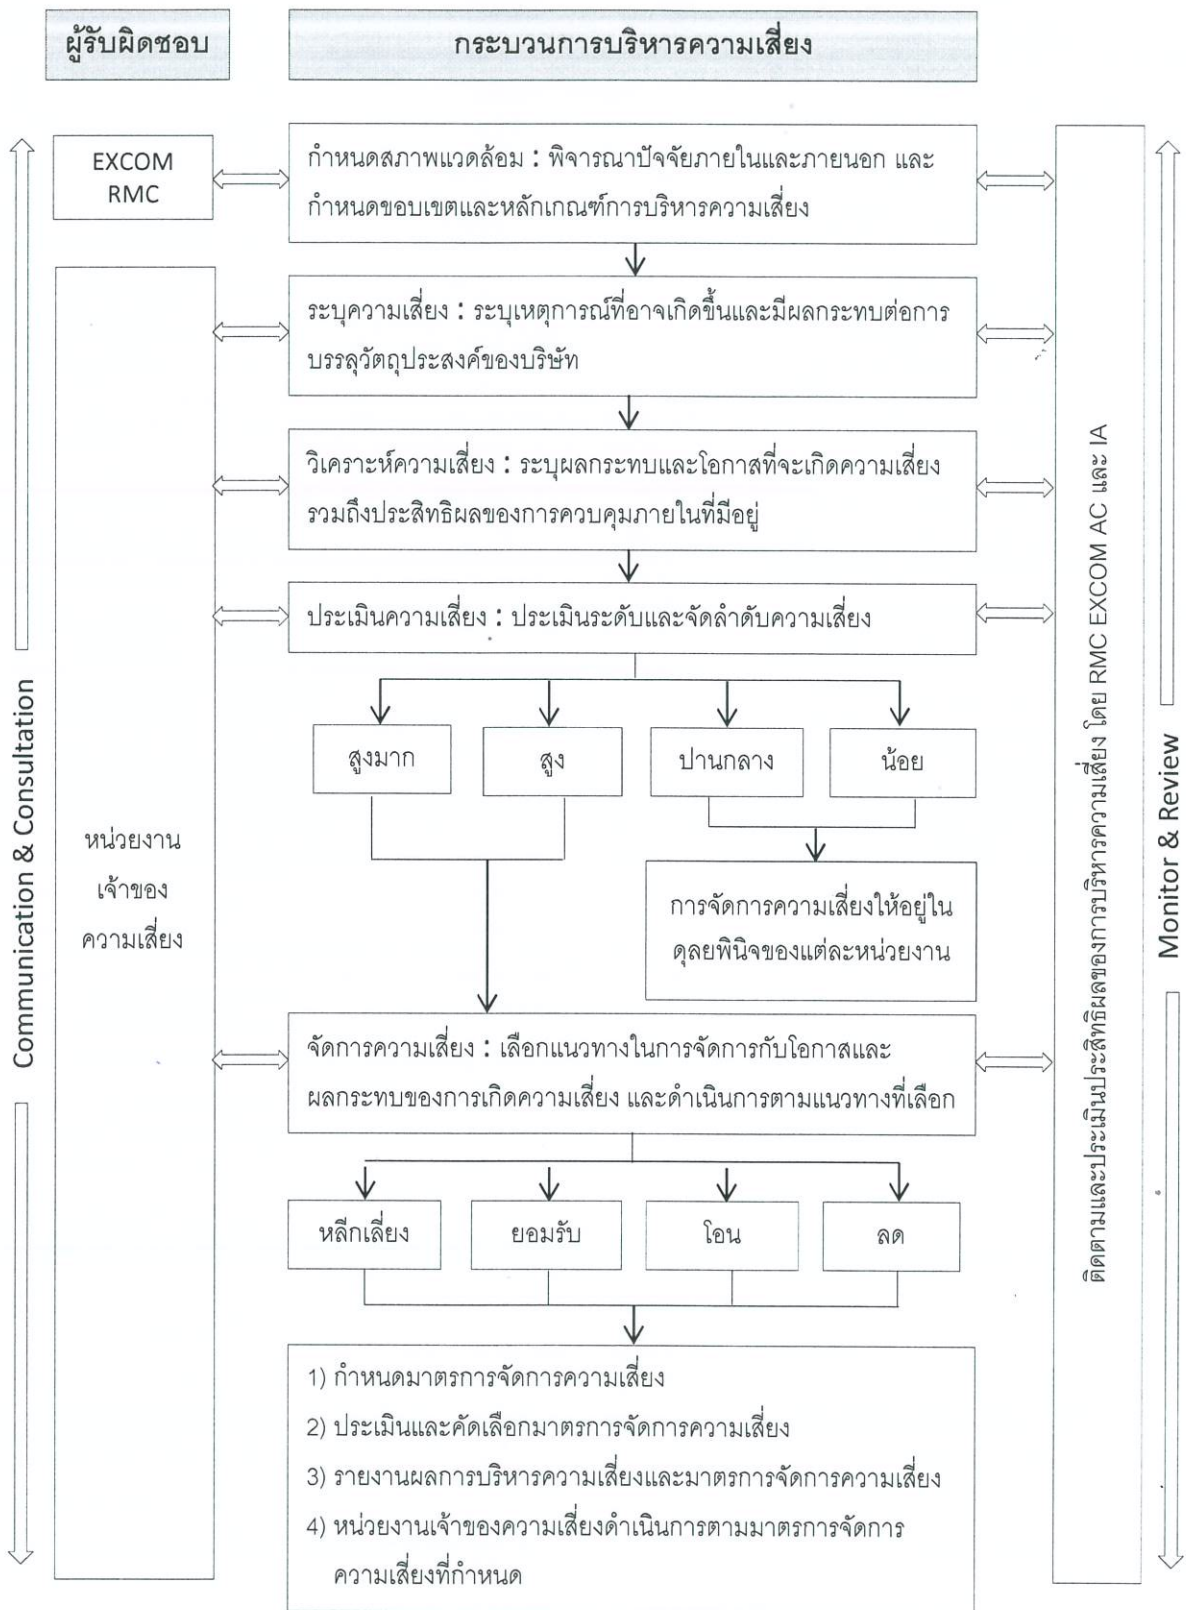 ผู้รับผิดชอบ
กระบวนการบริหารความเสี่ยง
EXCOM
RMC
กำหนดสภาพแวดล้อม : พิจารณาปัจจัยภายในและภายนอก และ
กำหนดขอบเขตและหลักเกณฑ์การบริหารความเสี่ยง
ระบุความเสี่ยง : ระบุเหตุการณ์ที่อาจเกิดขึ้นและมีผลกระทบต่อการ
บรรลุวัตถุประสงค์ของบริษัท
วิเคราะห์ความเสี่ยง : ระบุผลกระทบและโอกาสที่จะเกิดความเสี่ยง
รวมถึงประสิทธิผลของการควบคุมภายในที่มีอยู่
ประเมินความเสี่ยง : ประเมินระดับและจัดลำดับความเสี่ยง
สูงมาก
สูง
ปานกลาง
น้อย
หน่วยงาน
เจ้าของ
ความเสี่ยง
การจัดการความเสี่ยงให้อยู่ใน
ดุลยพินิจของแต่ละหน่วยงาน
จัดการความเสี่ยง : เลือกแนวทางในการจัดการกับโอกาสและ
ผลกระทบของการเกิดความเสี่ยง และดำเนินการตามแนวทางที่เลือก
หลีกเลี่ยง
ยอมรับ
โอน
ลด
1) กำหนดมาตรการจัดการความเสี่ยง
2) ประเมินและคัดเลือกมาตรการจัดการความเสี่ยง
3) รายงานผลการบริหารความเสี่ยงและมาตรการจัดการความเสี่ยง
4) หน่วยงานเจ้าของความเสี่ยงดำเนินการตามมาตรการจัดการ
ความเสี่ยงที่กำหนด
Communication & Consultation
ติดตามและประเมินประสิทธิผลของการบริหารความเสี่ยง โดย RMC EXCOM AC และ IA
Monitor & Review